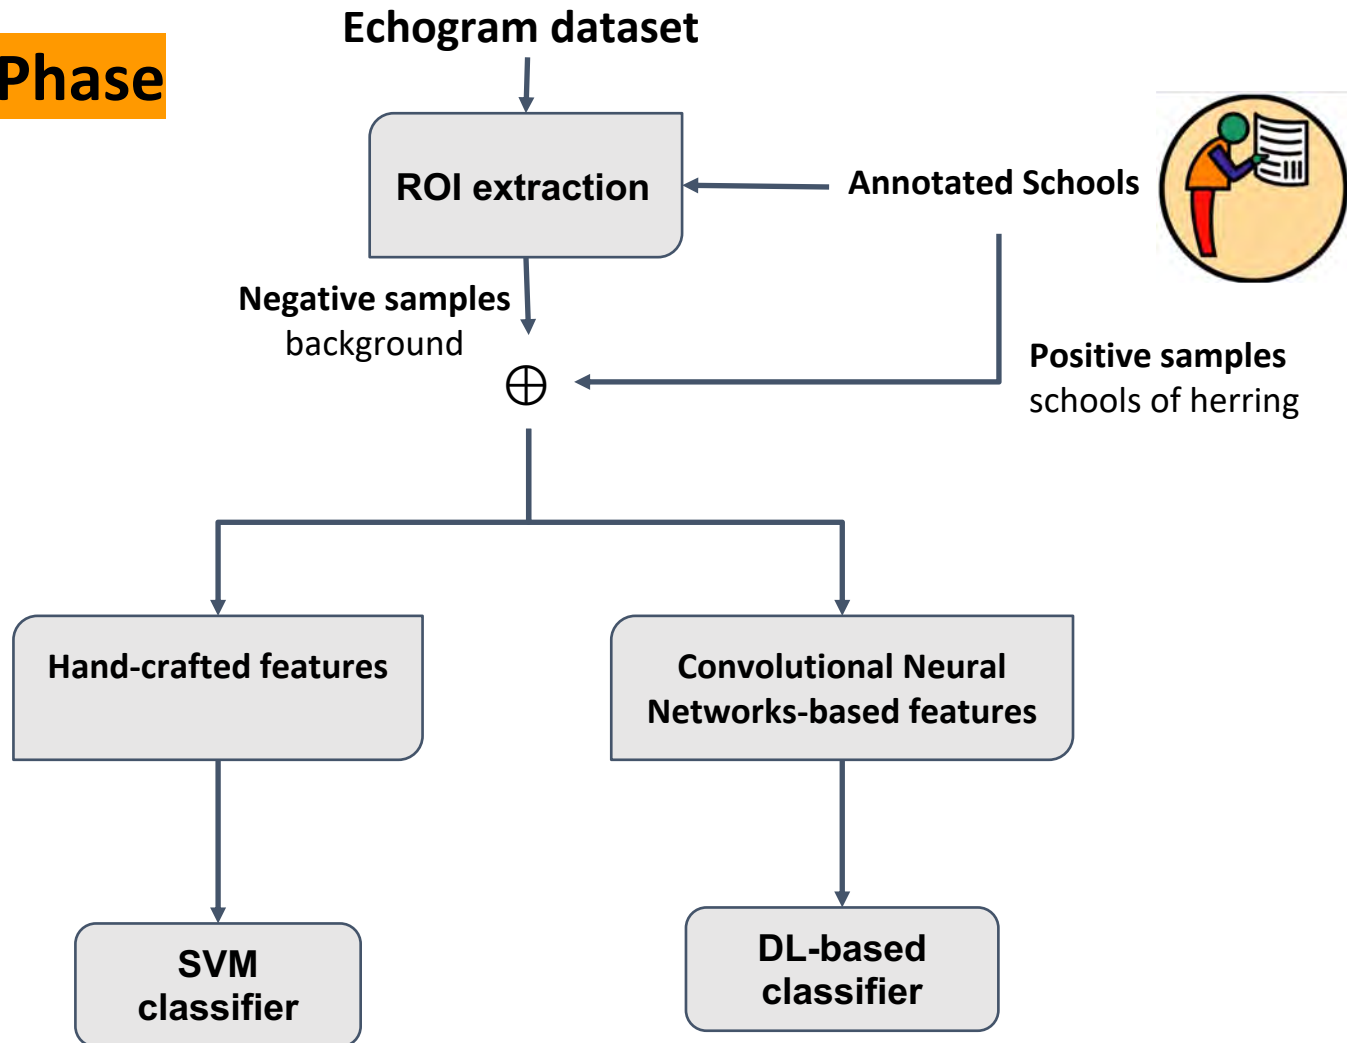 Echogram dataset
Phase
ROI extraction
Annotated Schools
Negative samples
background
Positive samples
schools of herring
Hand-crafted features
Convolutional Neural
Networks-based features
SVM
classifier
DL-based
classifier